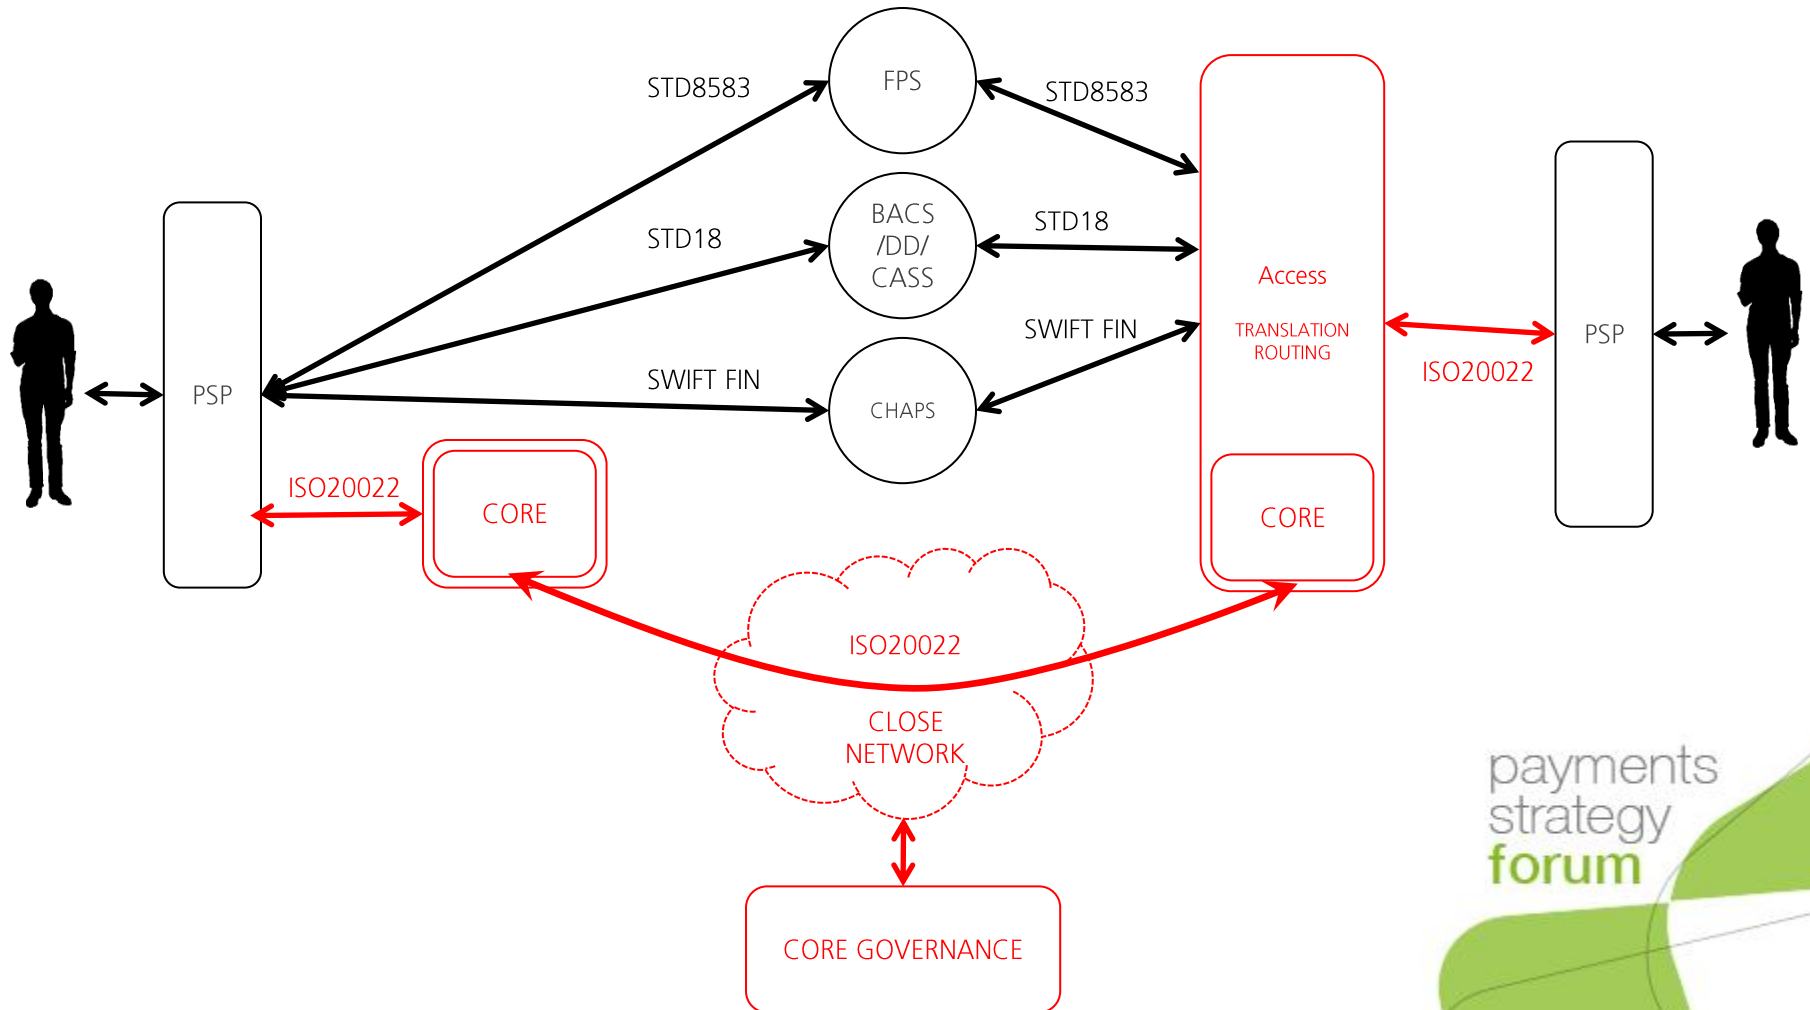 FPS
STD8583
STD8583
BACS
/DD/
CASS
STD18
STD18
Access
TRANSLATION
ROUTING
SWIFT FIN
SWIFT FIN
CHAPS
PSP
PSP
ISO20022
ISO20022
CORE
CORE
ISO20022
CLOSE
NETWORK
CORE GOVERNANCE
payments
strategy
forum